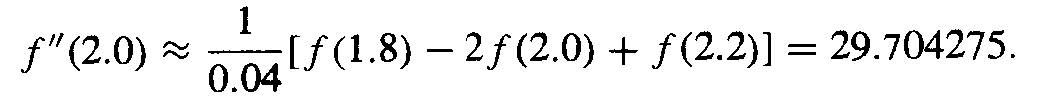 f″(2.0) ≈ 1/0.04 [f(1.8) − 2f(2.0) + f(2.2)] = 29.704275.